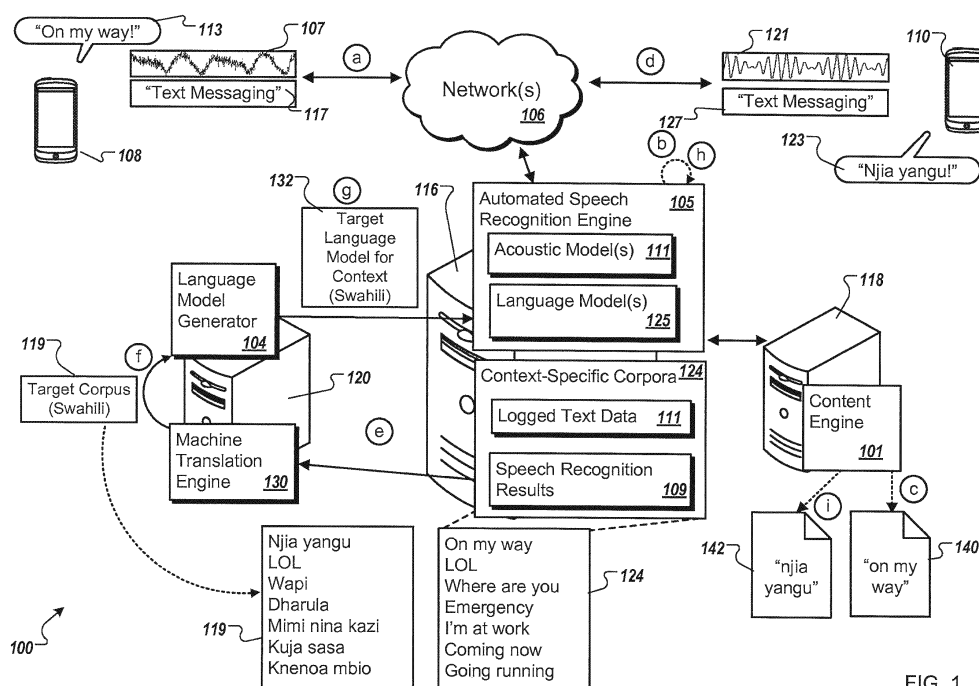 "On my way!"
113
107
"Text Messaging"
117
108
a
Network(s)
106
d
121
110
"Text Messaging"
127
123
"Njia yangu!"
b
h
132
g
Target
Language
Model for
Context
(Swahili)
116
Automated Speech
Recognition Engine
105
Acoustic Model(s) 111
Language Model(s)
125
118
Language
Model
Generator
104
119
f
Target Corpus
(Swahili)
120
e
Machine
Translation
Engine
130
Context-Specific Corpora
124
Logged Text Data 111
Speech Recognition
Results
109
Content
Engine
101
i
c
142
"njia
yangu"
"on my
way"
140
Njia yangu
LOL
Wapi
Dharula
Mimi nina kazi
Kuja sasa
Knenoa mbio
119
On my way
LOL
Where are you
Emergency
I'm at work
Coming now
Going running
124
100
FIG. 1